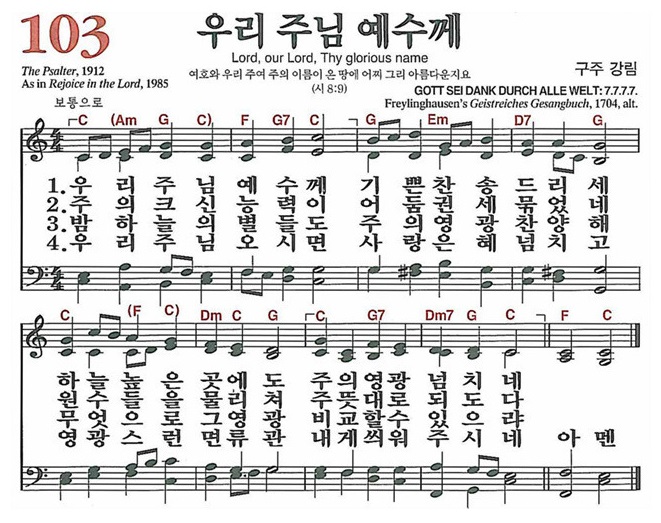 103
우리 주님 예수께
Lord, our Lord, Thy glorious name
The Psalter, 1912
As in Rejoice in the Lord, 1985
여호와 우리 주여 주의 이름이 온 땅에 어찌 그리 아름다운지요
(시 8:9)
구주 강림
GOTT SEI DANK DURCH ALLE WELT: 7.7.7.7.
Freylinghausen's Geistreiches Gesangbuch, 1704, alt.
보통으로
C (Am G C) F G7 C G Em D7 G
1. 우 리 주 님 예 수 께 기 쁜 찬 송 드 리 세
2. 주 의 크 신 능 력 이 어 둠 권 세 묶 었 네
3. 밤 하 늘 의 별 들 도 주 의 영 광 찬 양 해
4. 우 리 주 님 오 시 면 사 랑 은 혜 넘 치 고
C (F C) Dm C G C G7 Dm7 G C F C
하 늘 높 은 곳 에 도 주 의 영 광 넘 치 네
원 수 들 을 물 리 쳐 주 뜻 대 로 되 도 다
무 엇 으 로 그 영 광 비 교 할 수 있 으 랴
영 광 스 런 면 류 관 내 게 씌 워 주 시 네 아 멘